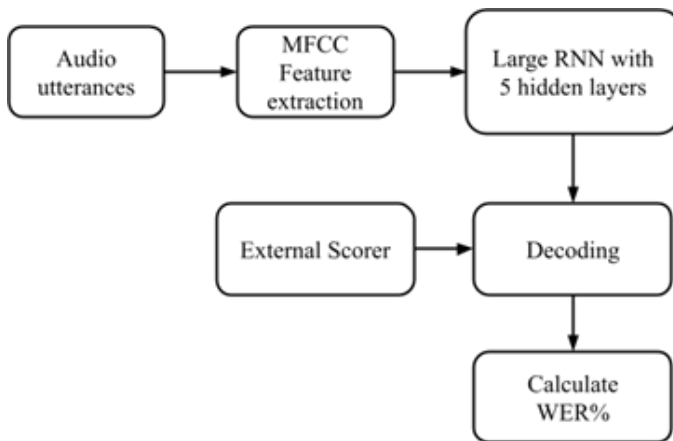 Audio
utterances
MFCC
Feature
extraction
Large RNN with
5 hidden layers
External Scorer
Decoding
Calculate
WER%